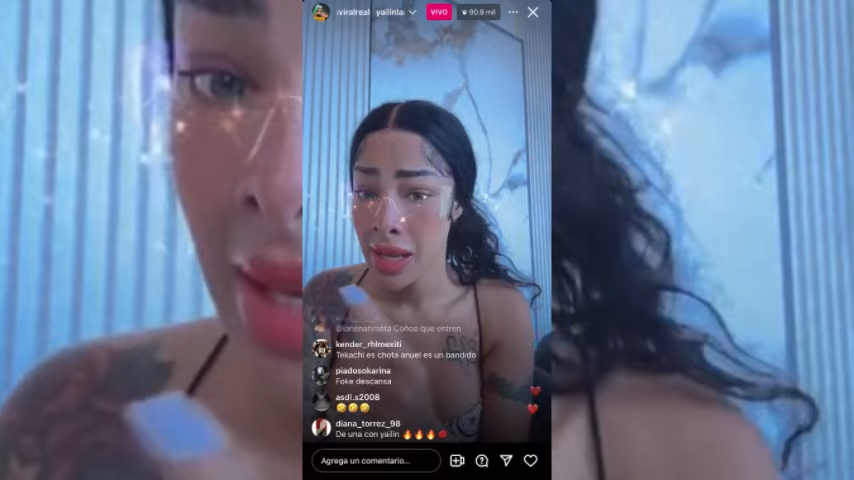 viralreal yailinla
VIVO
90.9 mil
Coñoo que entren
kender_rhlmexiti
Tekachi es chota anuel es un bandido
piadosokarina
Foke descansa
asdl.s2008
🤣🤣🤣
diana_torrez_98
De una con yailin 🔥🔥🔥💋
Agrega un comentario...